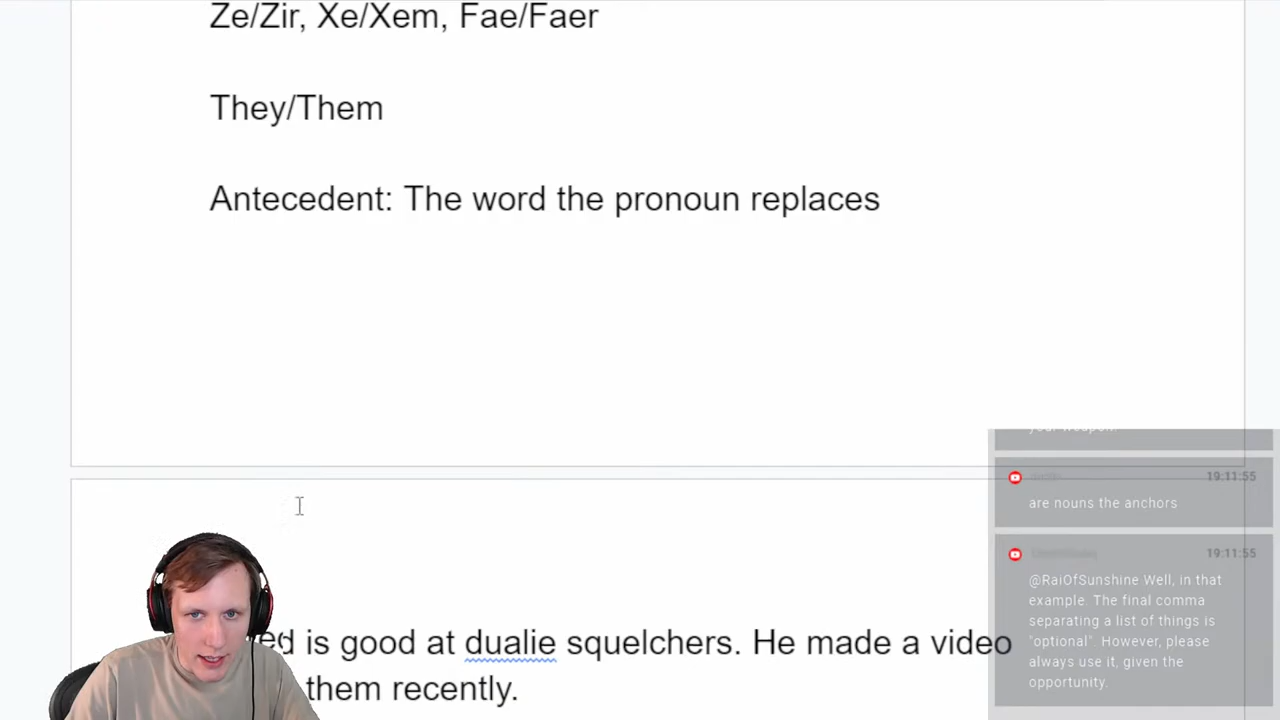 Ze/Zir, Xe/Xem, Fae/Faer
They/Them
Antecedent: The word the pronoun replaces
is good at dualie squelchers. He made a video
them recently.
your weapon.
19:11:55
are nouns the anchors
19:11:55
@RaiOfSunshine Well, in that
example. The final comma
separating a list of things is
"optional". However, please
always use it, given the
opportunity.